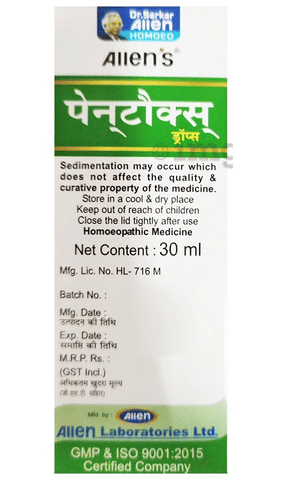 Dr.Sarkar
Allen
HOMOEO
Allen's
पेन्टौक्स्
ड्रॉप्स
Sedimentation may occur which
does not affect the quality &
curative property of the medicine.
Store in a cool & dry place
Keep out of reach of children
Close the lid tightly after use
Homoeopathic Medicine
Net Content : 30 ml
Mfg. Lic. No. HL- 716 M
Batch No. :
Mfg. Date :
उत्पादन की तिथि
Exp. Date :
समाप्ति की तिथि
M.R.P. Rs. :
(GST Incl.)
अधिकतम खुदरा मूल्य
(जी.एस.टी. सहित)
Mfd by : Allen
Allen Laboratories Ltd.
GMP & ISO 9001:2015
Certified Company